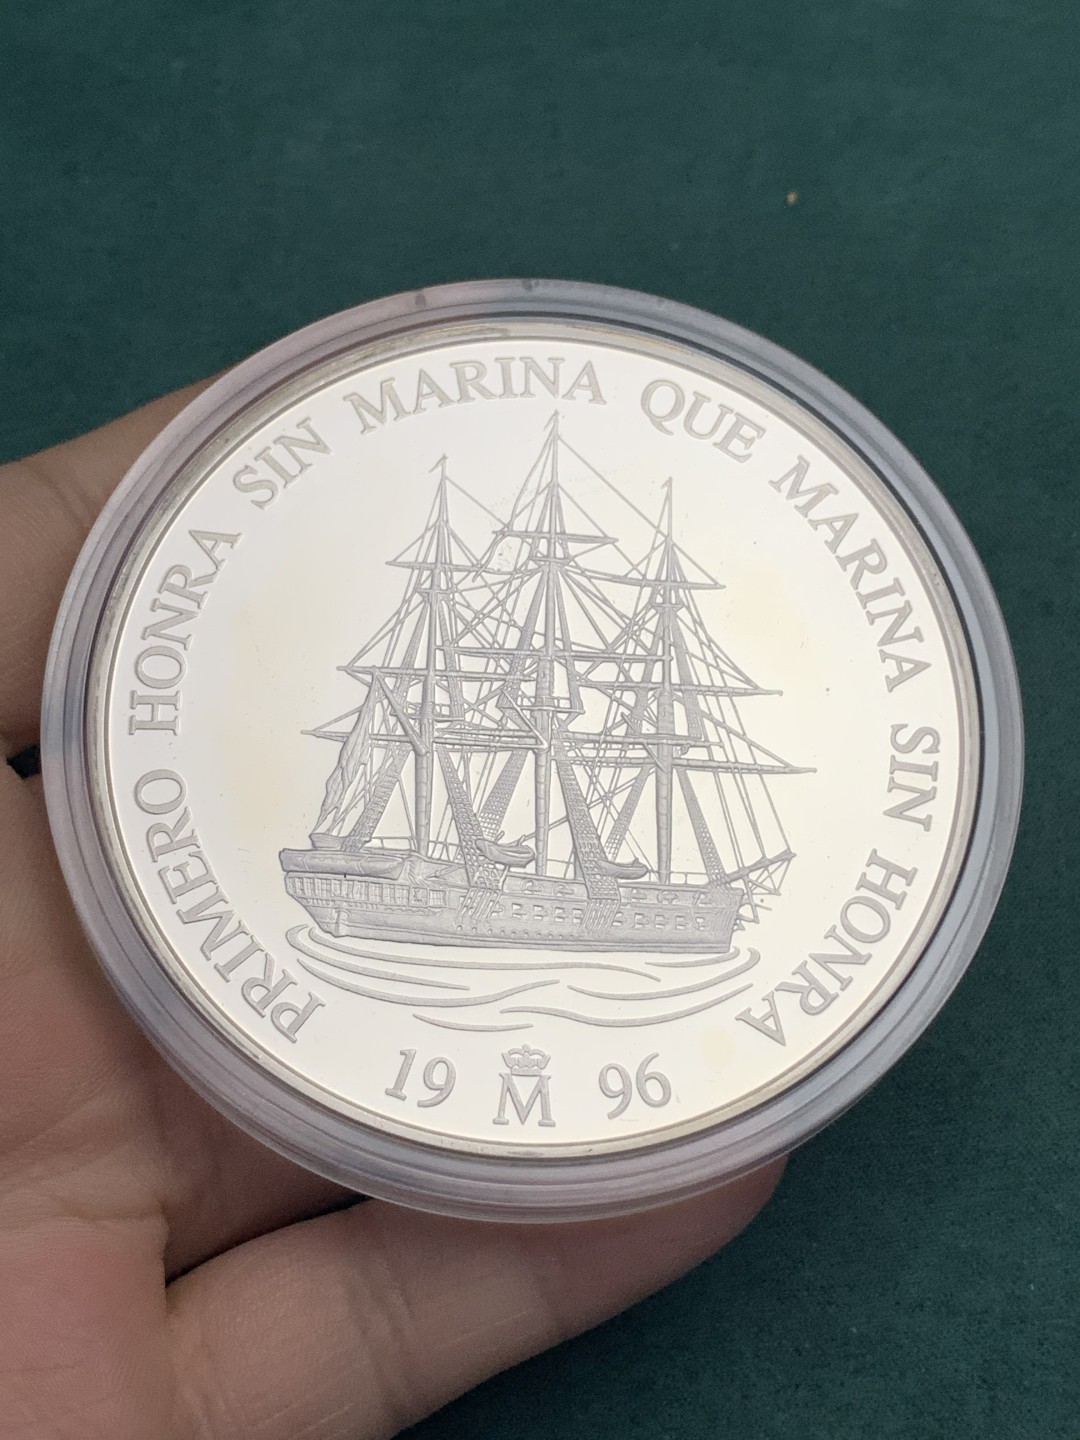 PRIMERO HONRA SIN MARINA QUE MARINA SIN HONRA
19 M 96